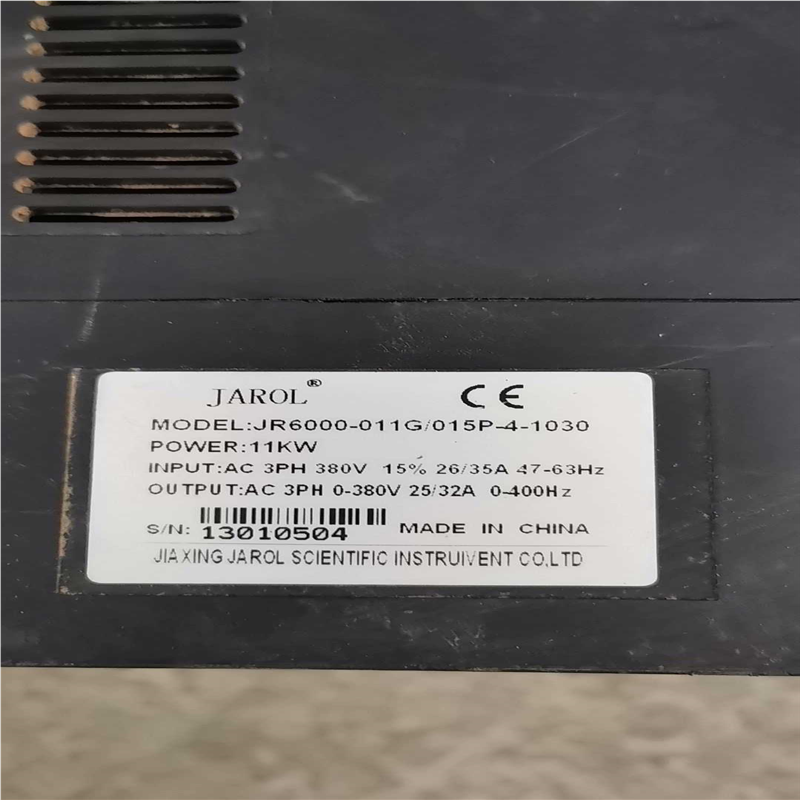 JAROL® CE
MODEL:JR6000-011G/015P-4-1030
POWER:11KW
INPUT:AC 3PH 380V 15% 26/35A 47-63Hz
OUTPUT:AC 3PH 0-380V 25/32A 0-400Hz
S/N: 13010504 MADE IN CHINA
JIAXING JAROL SCIENTIFIC INSTRUIVENT CO,LTD